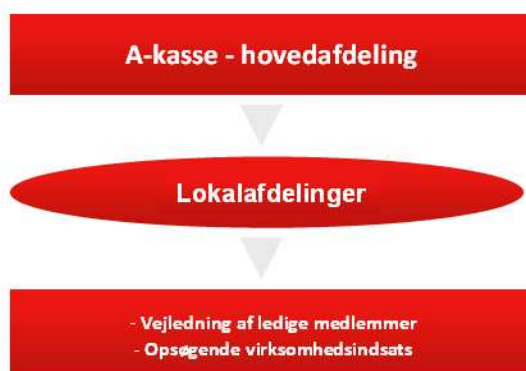 A-kasse - hovedafdeling
Lokalafdelinger
- Vejledning af ledige medlemmer
- Opsøgende virksomhedsindsats